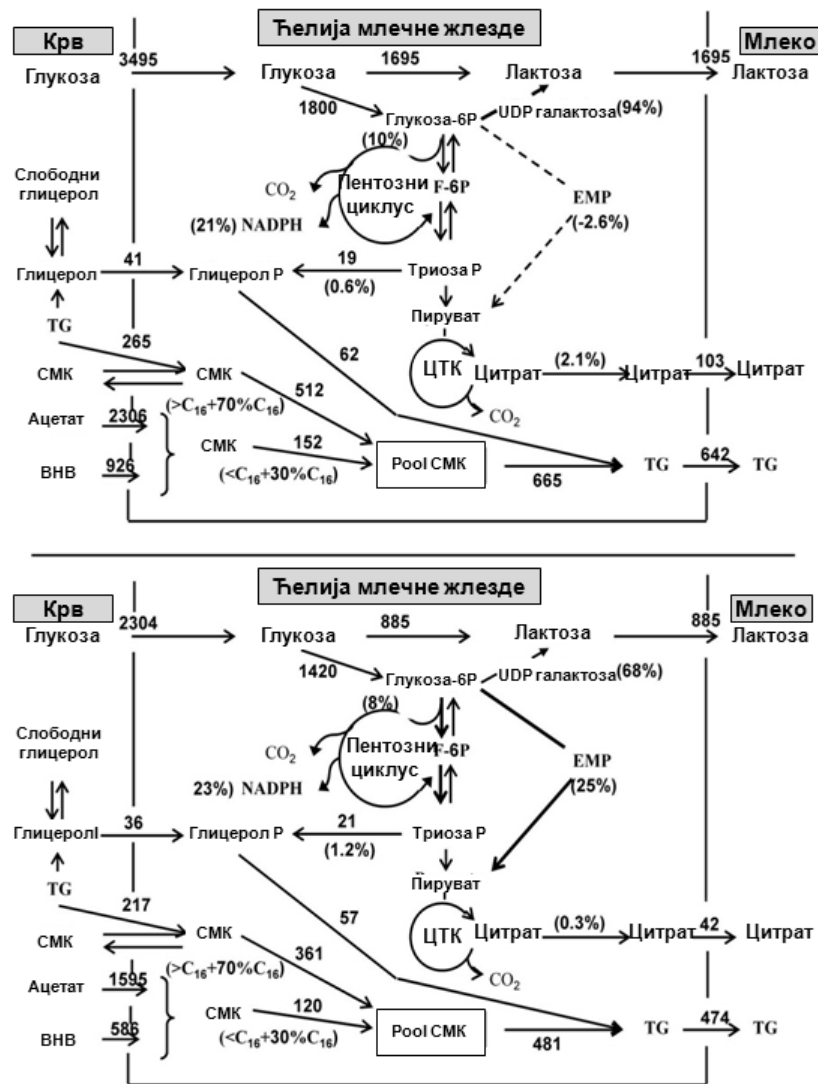 Крв
Ћелија млечне жлезде
Млеко
Глукоза
3495
Глукоза
1695
Лактоза
1695
Лактоза
1800
Глукоза-6P
UDP галактоза
(94%)
(10%)
CO2
Пентозни
циклус
F-6P
(21%) NADPH
EMP
(-2.6%)
Слободни
глицерол
Глицерол
41
Глицерол P
19
(0.6%)
Триоза P
TG
265
Пируват
62
СМК
СМК
(>C16+70%C16)
512
ЦТК
Цитрат
(2.1%)
Цитрат
103
Цитрат
CO2
Ацетат
2306
BHB
926
СМК
152
(<C16+30%C16)
Pool СМК
665
TG
642
TG
Крв
Ћелија млечне жлезде
Млеко
Глукоза
2304
Глукоза
885
Лактоза
885
Лактоза
1420
Глукоза-6P
UDP галактоза
(68%)
(8%)
CO2
Пентозни
циклус
F-6P
23%) NADPH
EMP
(25%)
Слободни
глицерол
Глицеролl
36
Глицерол P
21
(1.2%)
Триоза P
TG
217
Пируват
57
СМК
СМК
(>C16+70%C16)
361
ЦТК
Цитрат
(0.3%)
Цитрат
42
Цитрат
CO2
Ацетат
1595
BHB
586
СМК
120
(<C16+30%C16)
Pool СМК
481
TG
474
TG